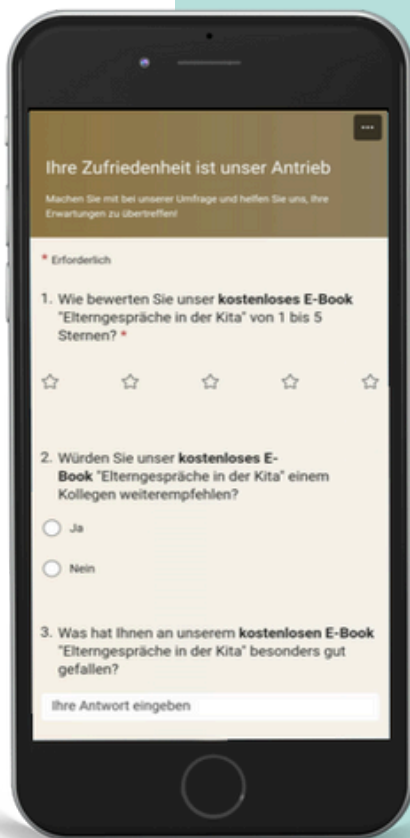 Ihre Zufriedenheit ist unser Antrieb
Machen Sie mit bei unserer Umfrage und helfen Sie uns, Ihre
Erwartungen zu übertreffen!
* Erforderlich
1. Wie bewerten Sie unser kostenloses E-Book
"Elterngespräche in der Kita" von 1 bis 5
Sternen? *
2. Würden Sie unser kostenloses E-
Book "Elterngespräche in der Kita" einem
Kollegen weiterempfehlen?
Ja
Nein
3. Was hat Ihnen an unserem kostenlosen E-Book
"Elterngespräche in der Kita" besonders gut
gefallen?
Ihre Antwort eingeben